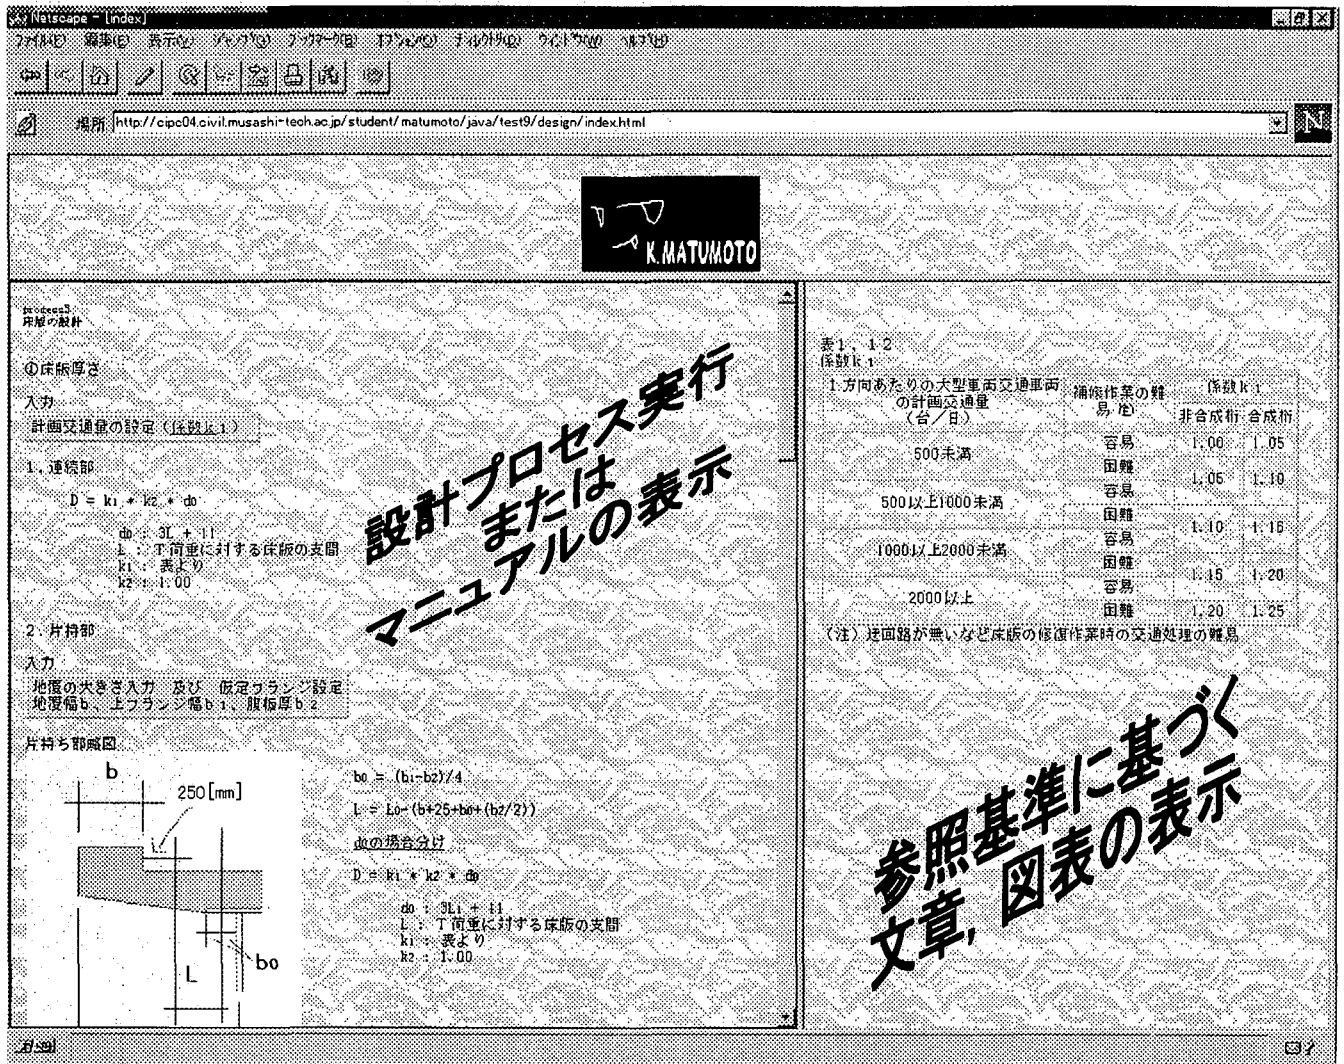 Netscape - [index]
ファイル(F) 編集(E) 表示(V) ジャンプ(G) ブックマーク(B) オプション(O) ディレクトリ(D) ウインドウ(W) ヘルプ(H)
場所 http://cipc04.civil.musashi-tech.ac.jp/student/matumoto/java/test9/design/index.html
N
K.MATUMOTO
process3
床版の設計
①床版厚さ
入力
計画交通量の設定（係数k1）
1．連続部
D = k1 * k2 * do
do : 3L + 11
L : T荷重に対する床版の支間
k1 : 表より
k2 : 1.00
2．片持部
入力
地覆の大きさ入力 及び 仮定フランジ設定
地覆幅b、上フランジ幅b1、腹板厚b2
片持ち部略図
b
250[mm]
L
bo
bo = (b1-b2)/4
L = Lo-(b+25+bo+(b2/2))
doの場合分け
D = k1 * k2 * do
do : 3L1 + 11
L : T荷重に対する床版の支間
k1 : 表より
k2 : 1.00
設計プロセス実行
または
マニュアルの表示
表1．12
係数k1
1方向あたりの大型車両交通車両の計画交通量（台／日） 補修作業の難易 係数k1
非合成桁 合成桁
500未満 容易 1.00 1.05
困難 1.05 1.10
500以上1000未満 容易
困難 1.10 1.15
1000以上2000未満 容易
困難 1.15 1.20
2000以上 容易
困難 1.20 1.25
（注）迂回路が無いなど床版の修復作業時の交通処理の難易
参照基準に基づく
文章，図表の表示